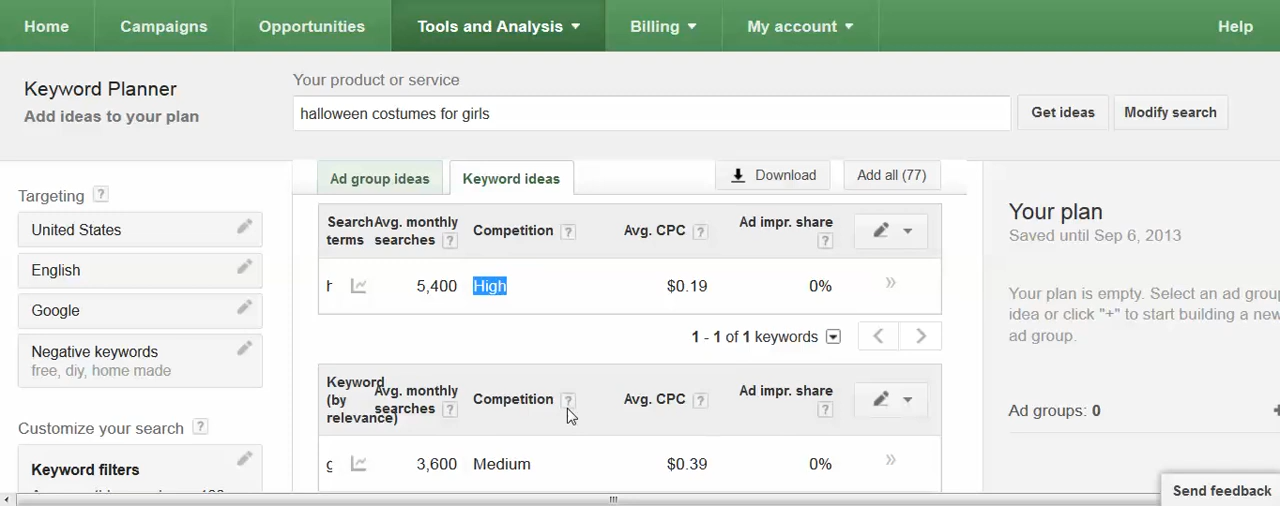 Home Campaigns Opportunities Tools and Analysis Billing My account Help
Keyword Planner
Add ideas to your plan
Your product or service
halloween costumes for girls
Get ideas Modify search
Targeting ?
United States
English
Google
Negative keywords
free, diy, home made
Customize your search ?
Keyword filters
Ad group ideas Keyword ideas Download Add all (77)
Search terms Avg. monthly searches ? Competition ? Avg. CPC ? Ad impr. share ?
5,400 High $0.19 0% »
1 - 1 of 1 keywords
Keyword (by relevance) Avg. monthly searches ? Competition ? Avg. CPC ? Ad impr. share ?
3,600 Medium $0.39 0% »
Your plan
Saved until Sep 6, 2013
Your plan is empty. Select an ad group
idea or click "+" to start building a new
ad group.
Ad groups: 0
Send feedback